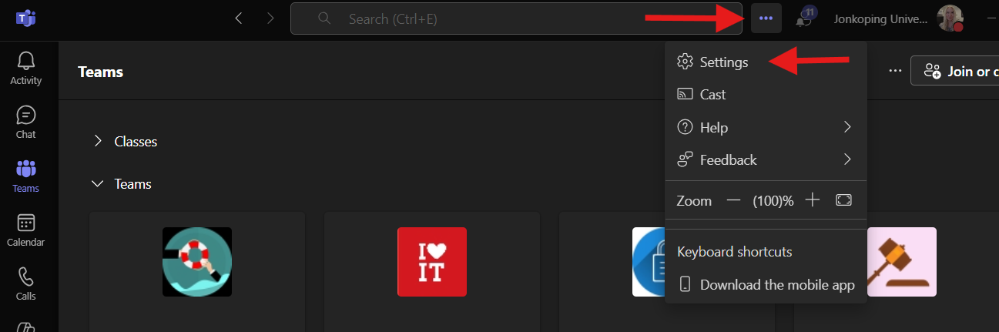 T
Search (Ctrl+E)
11
Jonkoping Unive...
Activity
Chat
Teams
Calendar
Calls
Teams
Join or c
Classes
Teams
I
IT
Settings
Cast
Help
Feedback
Zoom — (100)% +
Keyboard shortcuts
Download the mobile app